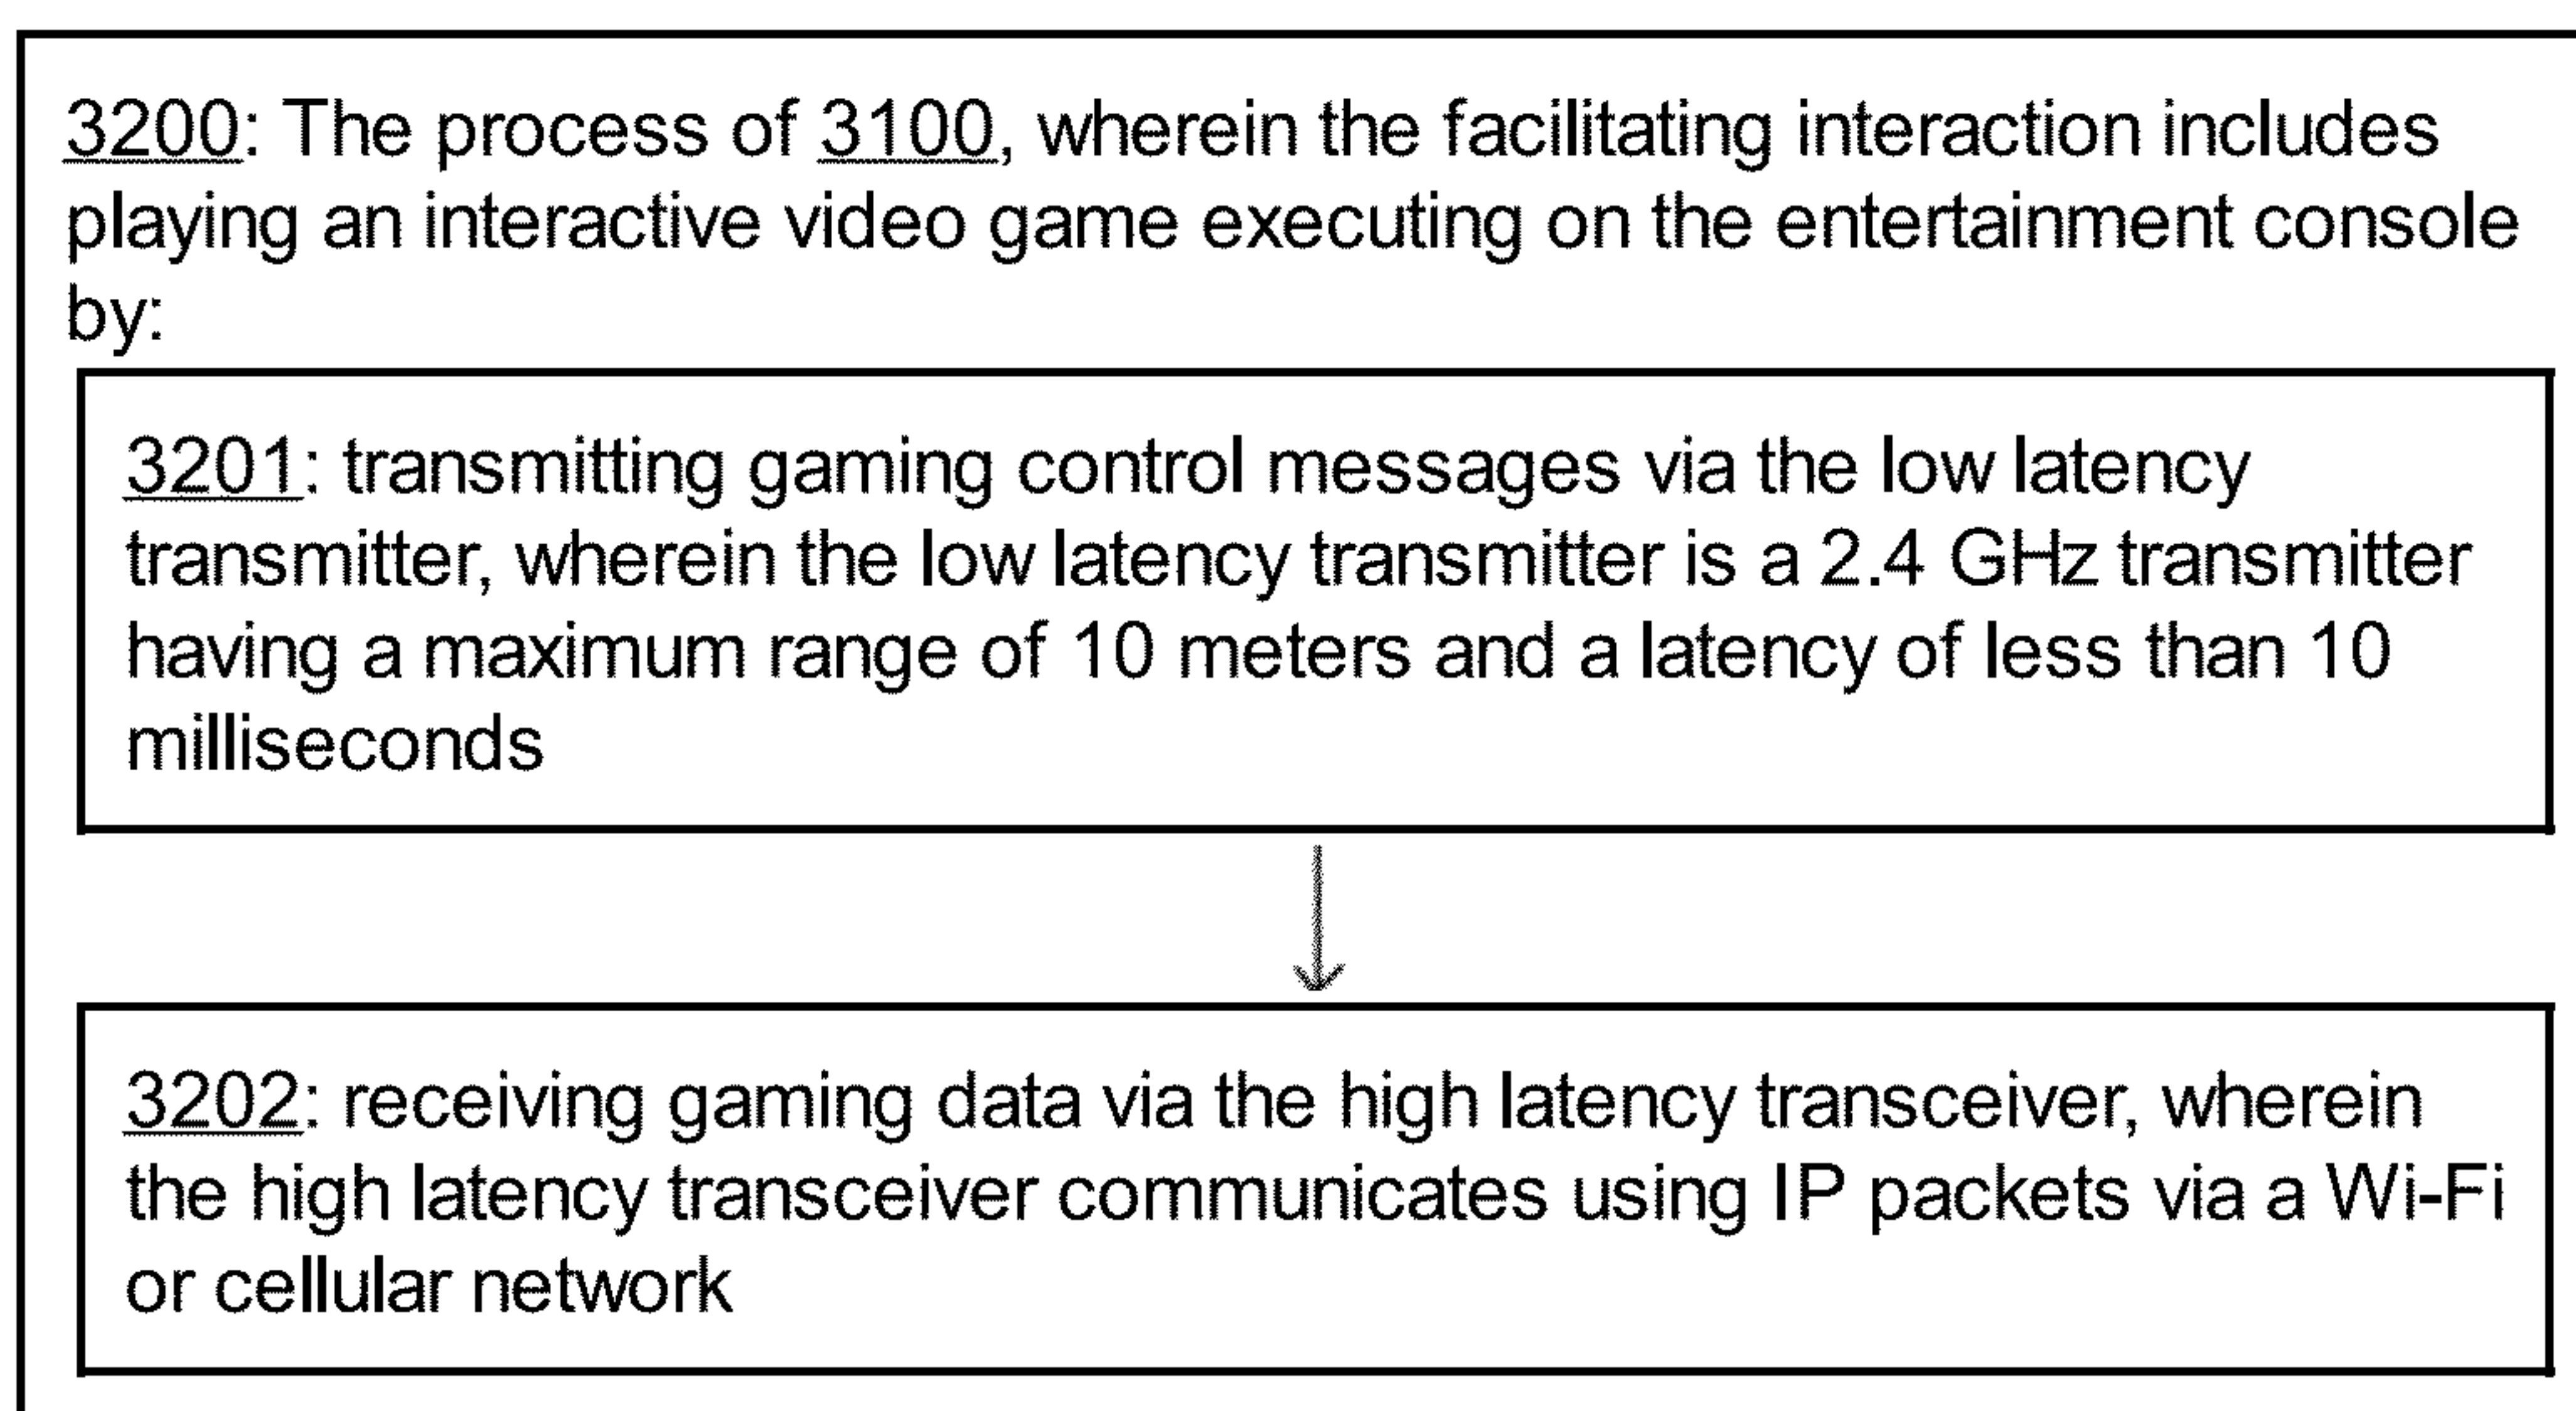 3200: The process of 3100, wherein the facilitating interaction includes
playing an interactive video game executing on the entertainment console
by:
3201: transmitting gaming control messages via the low latency
transmitter, wherein the low latency transmitter is a 2.4 GHz transmitter
having a maximum range of 10 meters and a latency of less than 10
milliseconds
3202: receiving gaming data via the high latency transceiver, wherein
the high latency transceiver communicates using IP packets via a Wi-Fi
or cellular network